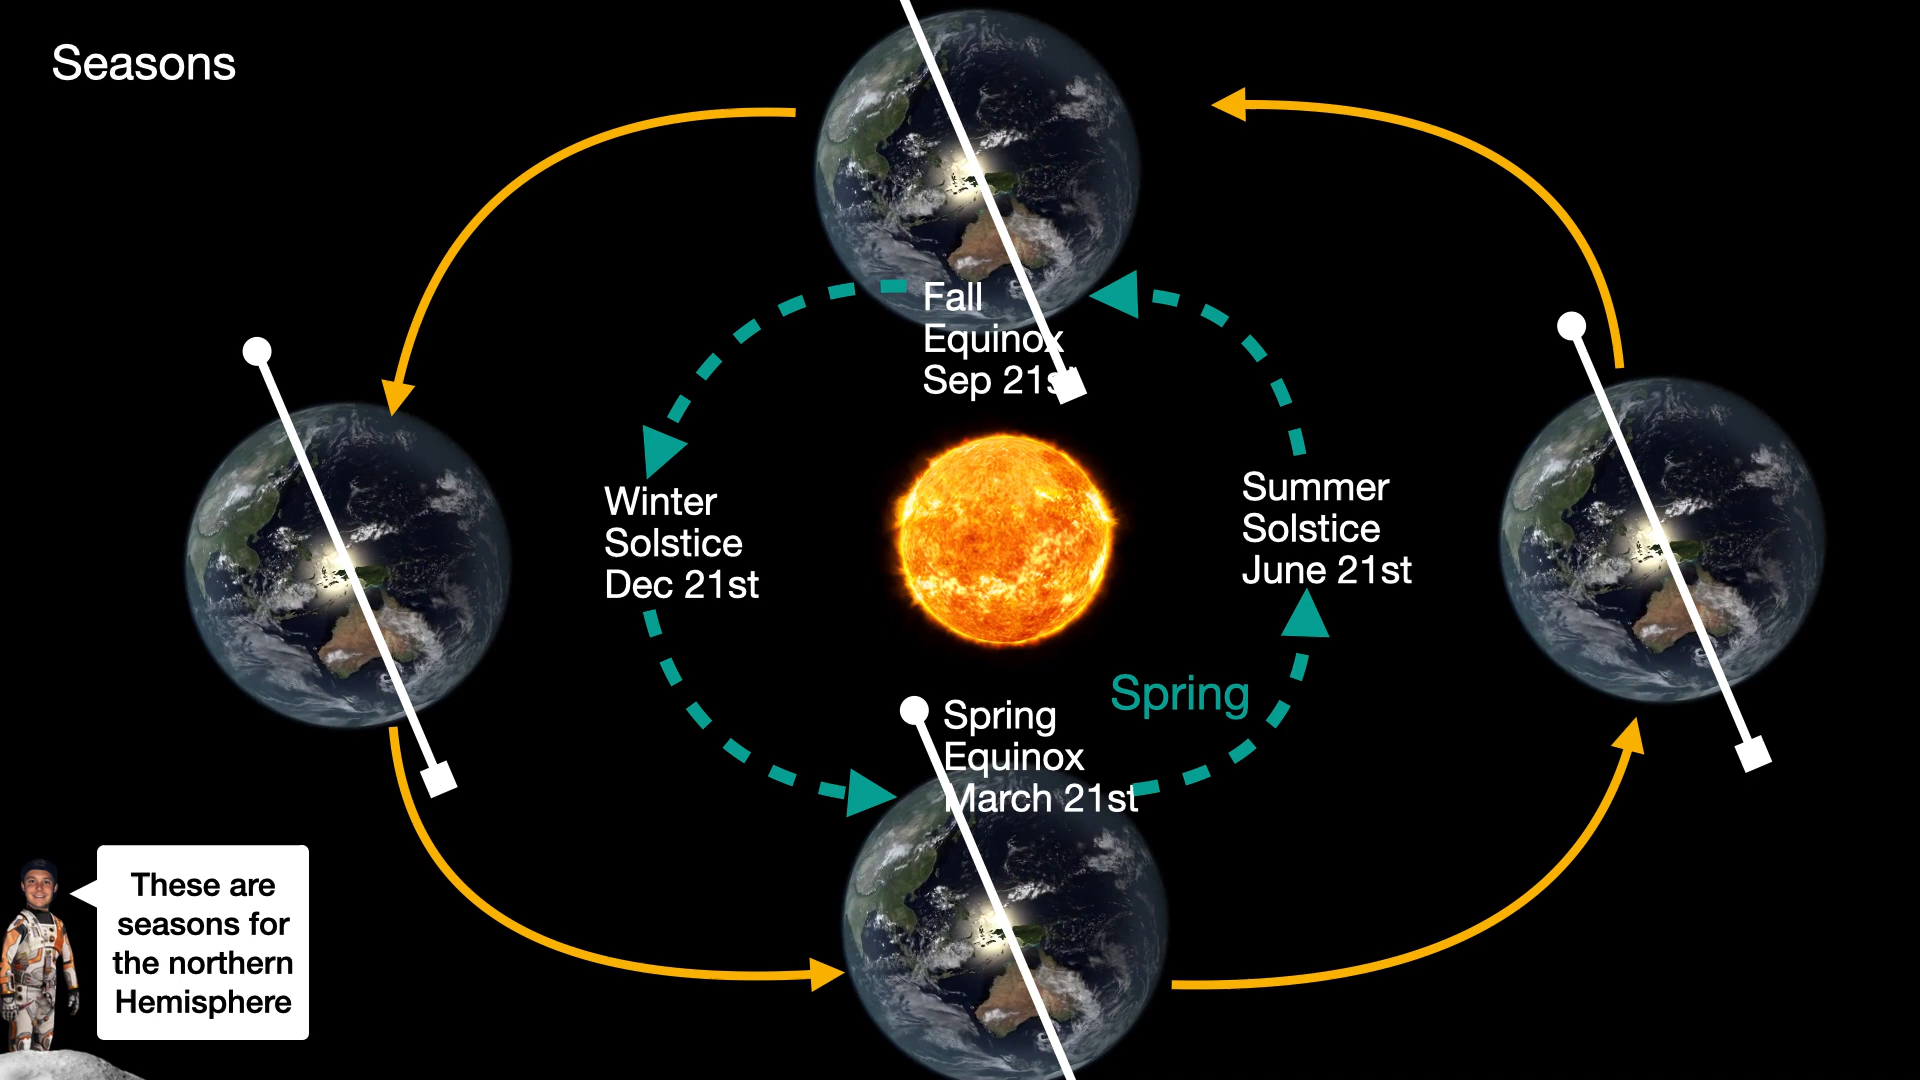 Seasons
Fall
Equinox
Sep 21st
Winter
Solstice
Dec 21st
Summer
Solstice
June 21st
Spring
Spring
Equinox
March 21st
These are
seasons for
the northern
Hemisphere